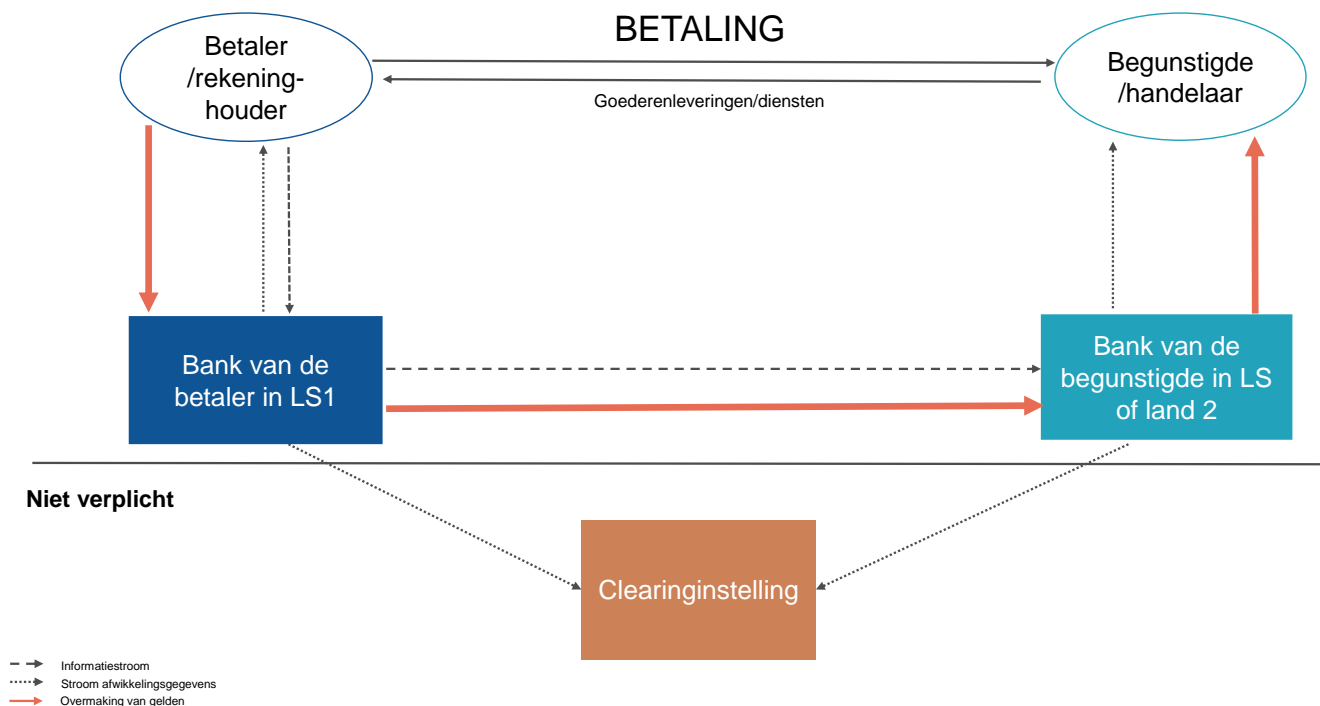 BETALING
Betaler
/rekening-
houder
Begunstigde
/handelaar
Goederenleveringen/diensten
Bank van de
betaler in LS1
Bank van de
begunstigde in LS
of land 2
Niet verplicht
Clearinginstelling
Informatiestroom
Stroom afwikkelingsgegevens
Overmaking van gelden